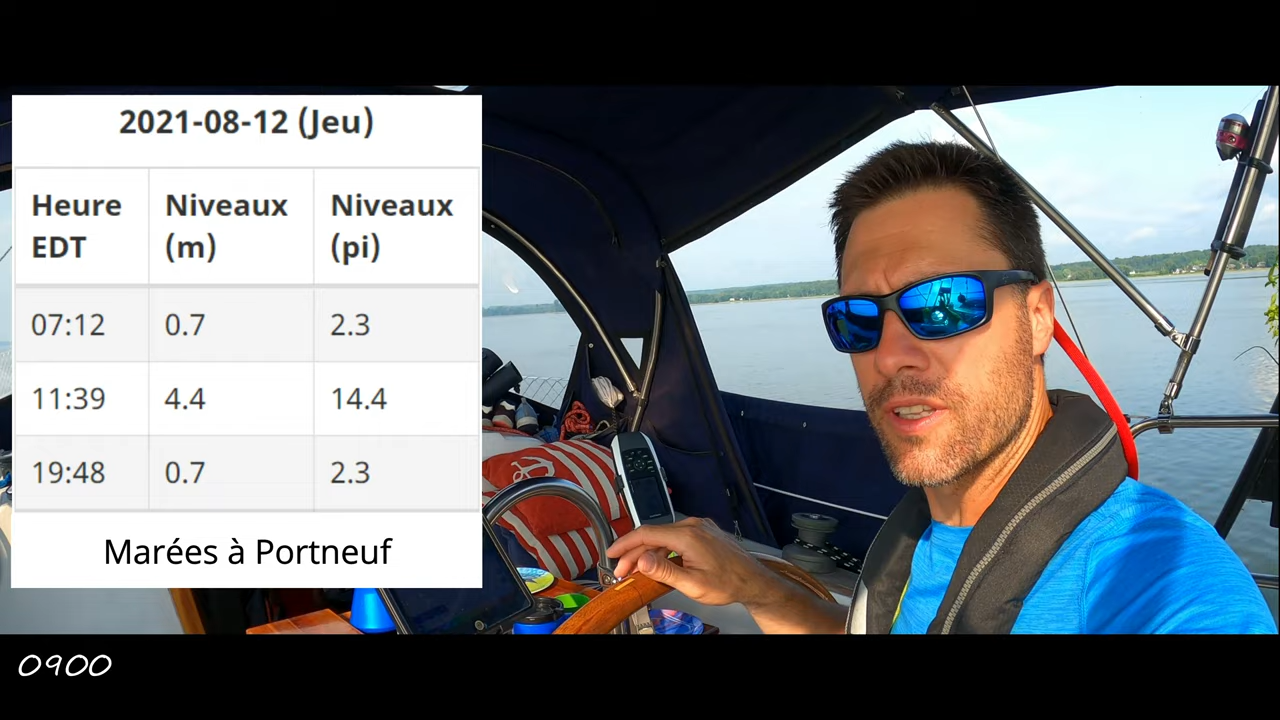 2021-08-12 (Jeu)
Heure EDT
Niveaux (m)
Niveaux (pi)
07:12 0.7 2.3
11:39 4.4 14.4
19:48 0.7 2.3
Marées à Portneuf
0900